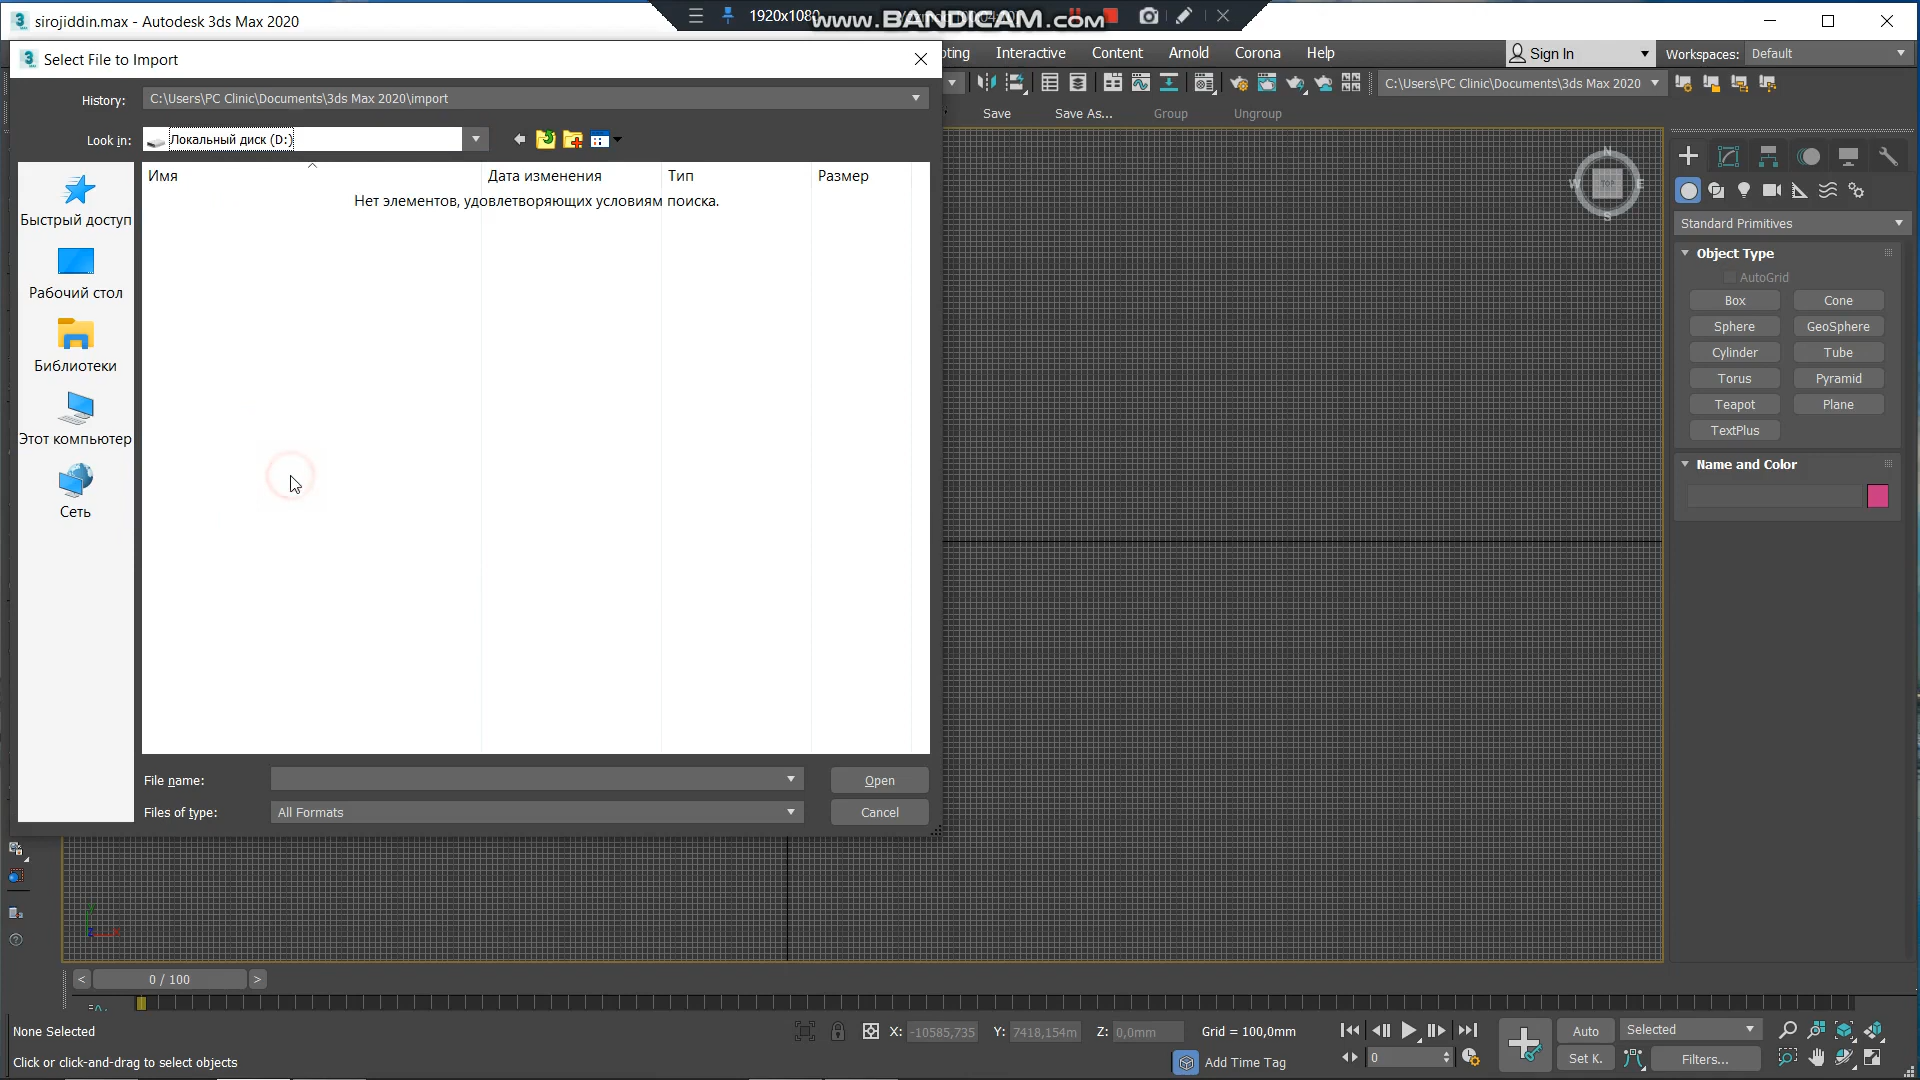 sirojiddin.max - Autodesk 3ds Max 2020
1920x1080
www.BANDICAM.com
Select File to Import
Interactive Content Arnold Corona Help
Sign In
Workspaces: Default
History: C:\Users\PC Clinic\Documents\3ds Max 2020\import
C:\Users\PC Clinic\Documents\3ds Max 2020
Save Save As... Group Ungroup
Look in: Локальный диск (D:)
Имя Дата изменения Тип Размер
Нет элементов, удовлетворяющих условиям поиска.
Быстрый доступ
Рабочий стол
Библиотеки
Этот компьютер
Сеть
File name: Open
Files of type: All Formats Cancel
N
W TOP E
S
Standard Primitives
Object Type
AutoGrid
Box Cone
Sphere GeoSphere
Cylinder Tube
Torus Pyramid
Teapot Plane
TextPlus
Name and Color
< 0 / 100 >
None Selected
X: -10585,735 Y: 7418,154m Z: 0,0mm Grid = 100,0mm
Auto Selected
Click or click-and-drag to select objects
Add Time Tag
0
Set K. Filters...